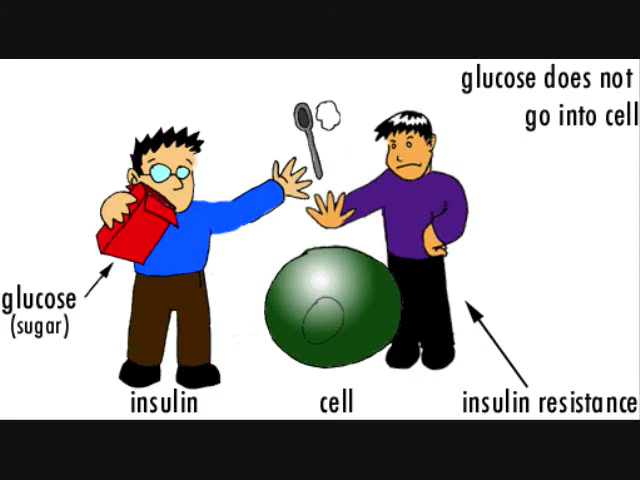 glucose does not
go into cell
glucose
(sugar)
insulin
cell
insulin resistance